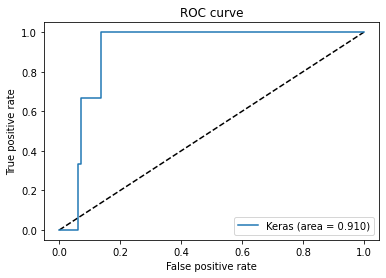 ROC curve
1.0
0.8
0.6
0.4
0.2
0.0
True positive rate
Keras (area = 0.910)
0.0 0.2 0.4 0.6 0.8 1.0
False positive rate